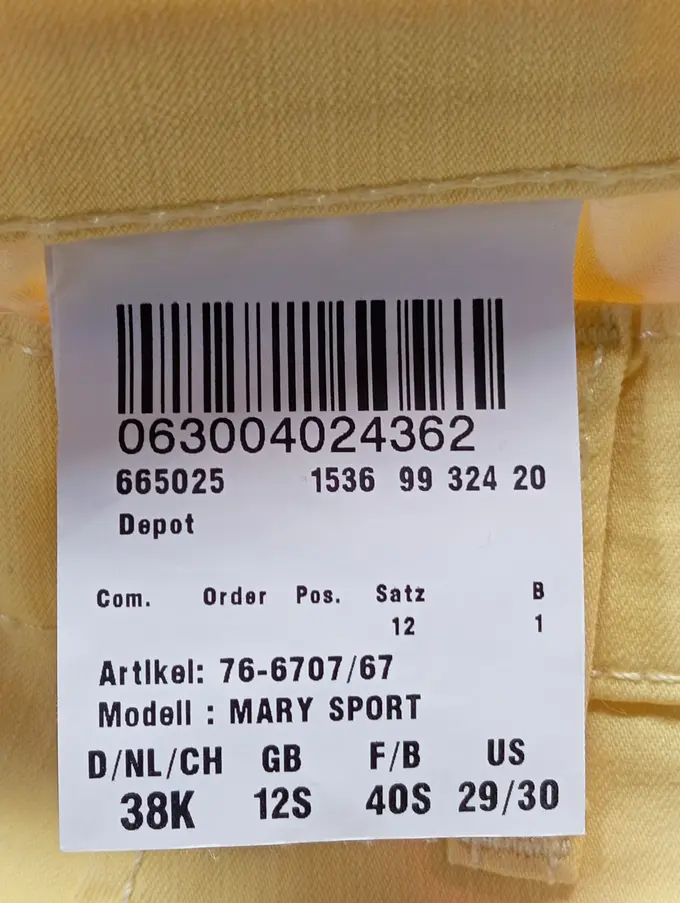 063004024362
665025 1536 99 324 20
Depot
Com. Order Pos. Satz B
12 1
Artikel: 76-6707/67
Modell : MARY SPORT
D/NL/CH GB F/B US
38K 12S 40S 29/30